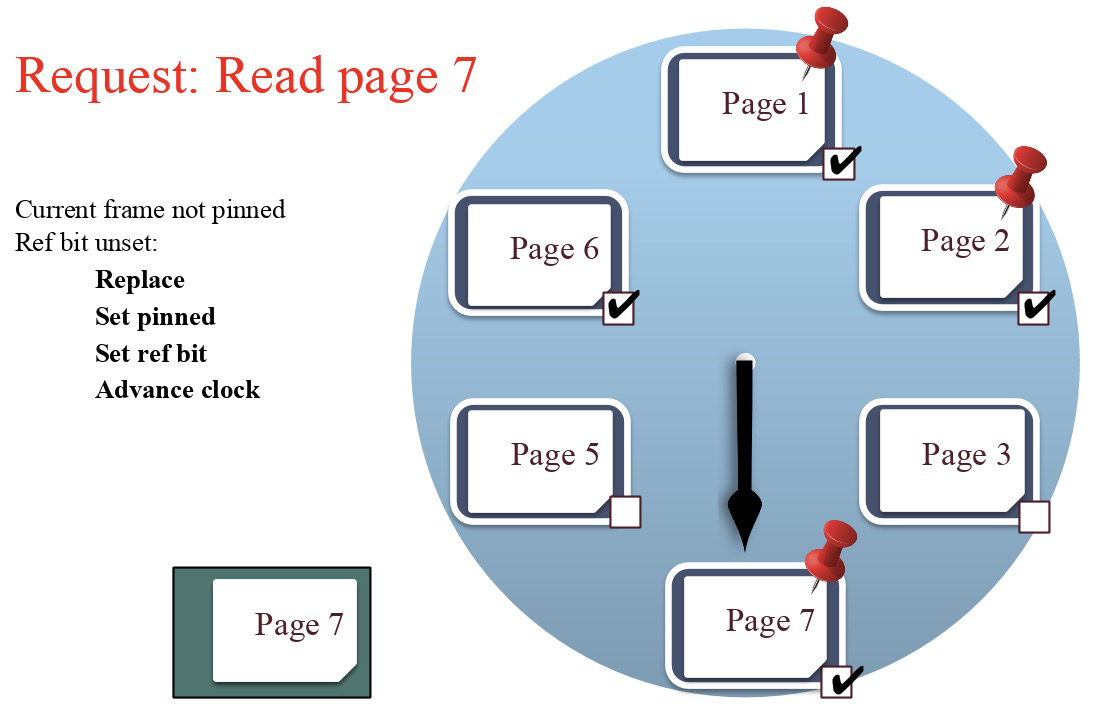 Request: Read page 7
Current frame not pinned
Ref bit unset:
Replace
Set pinned
Set ref bit
Advance clock
Page 1
Page 2
Page 3
Page 7
Page 5
Page 6
Page 7